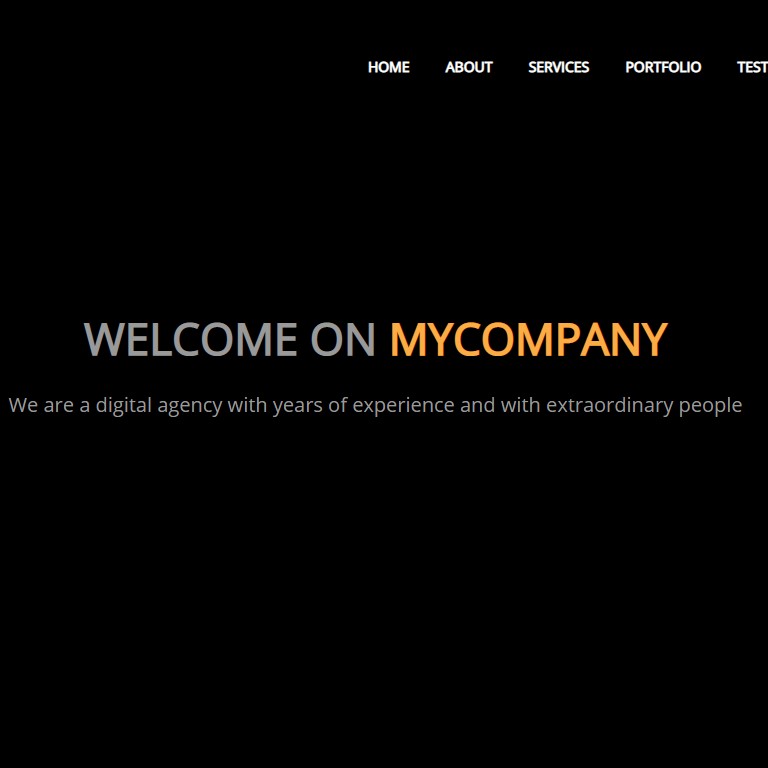 HOME ABOUT SERVICES PORTFOLIO TEST
WELCOME ON MYCOMPANY
We are a digital agency with years of experience and with extraordinary people